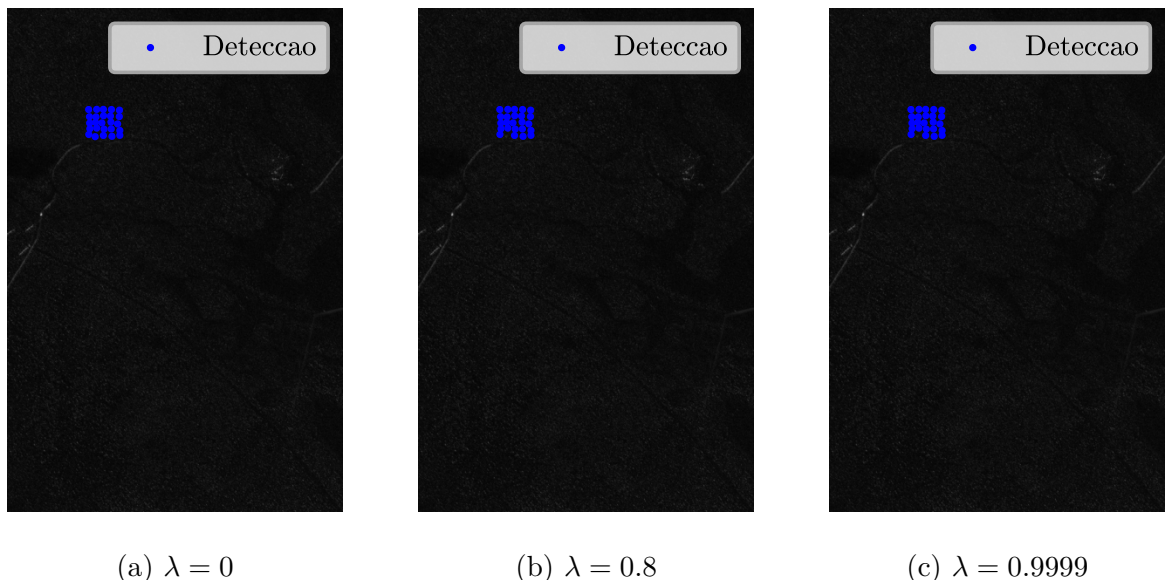 Deteccao
Deteccao
Deteccao
(a) λ = 0
(b) λ = 0.8
(c) λ = 0.9999